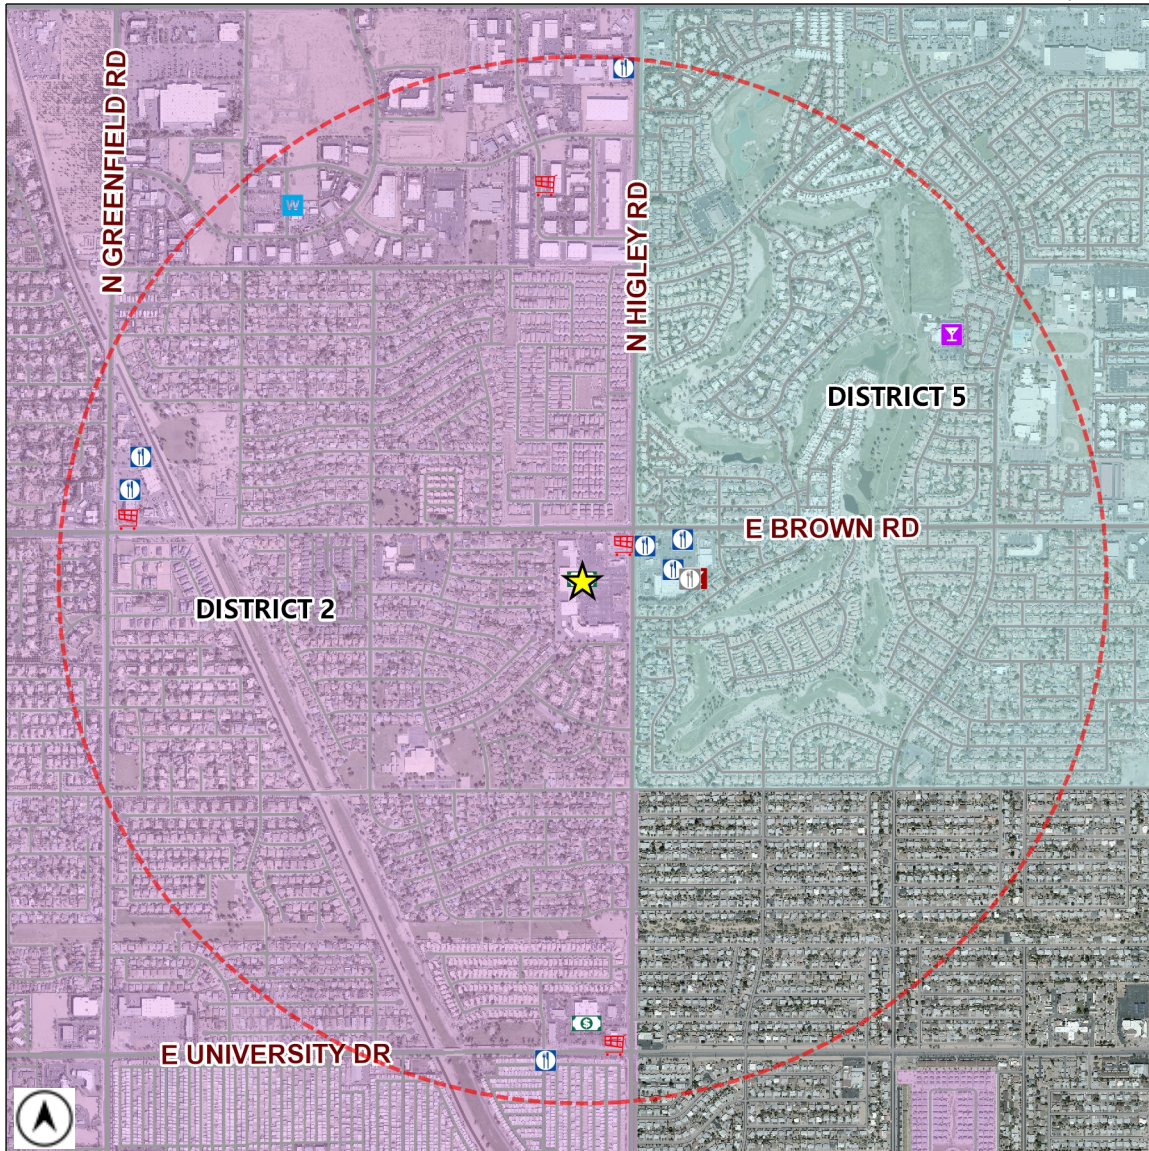 N GREENFIELD RD
N HIGLEY RD
W
DISTRICT 5
E BROWN RD
DISTRICT 2
$
E UNIVERSITY DR